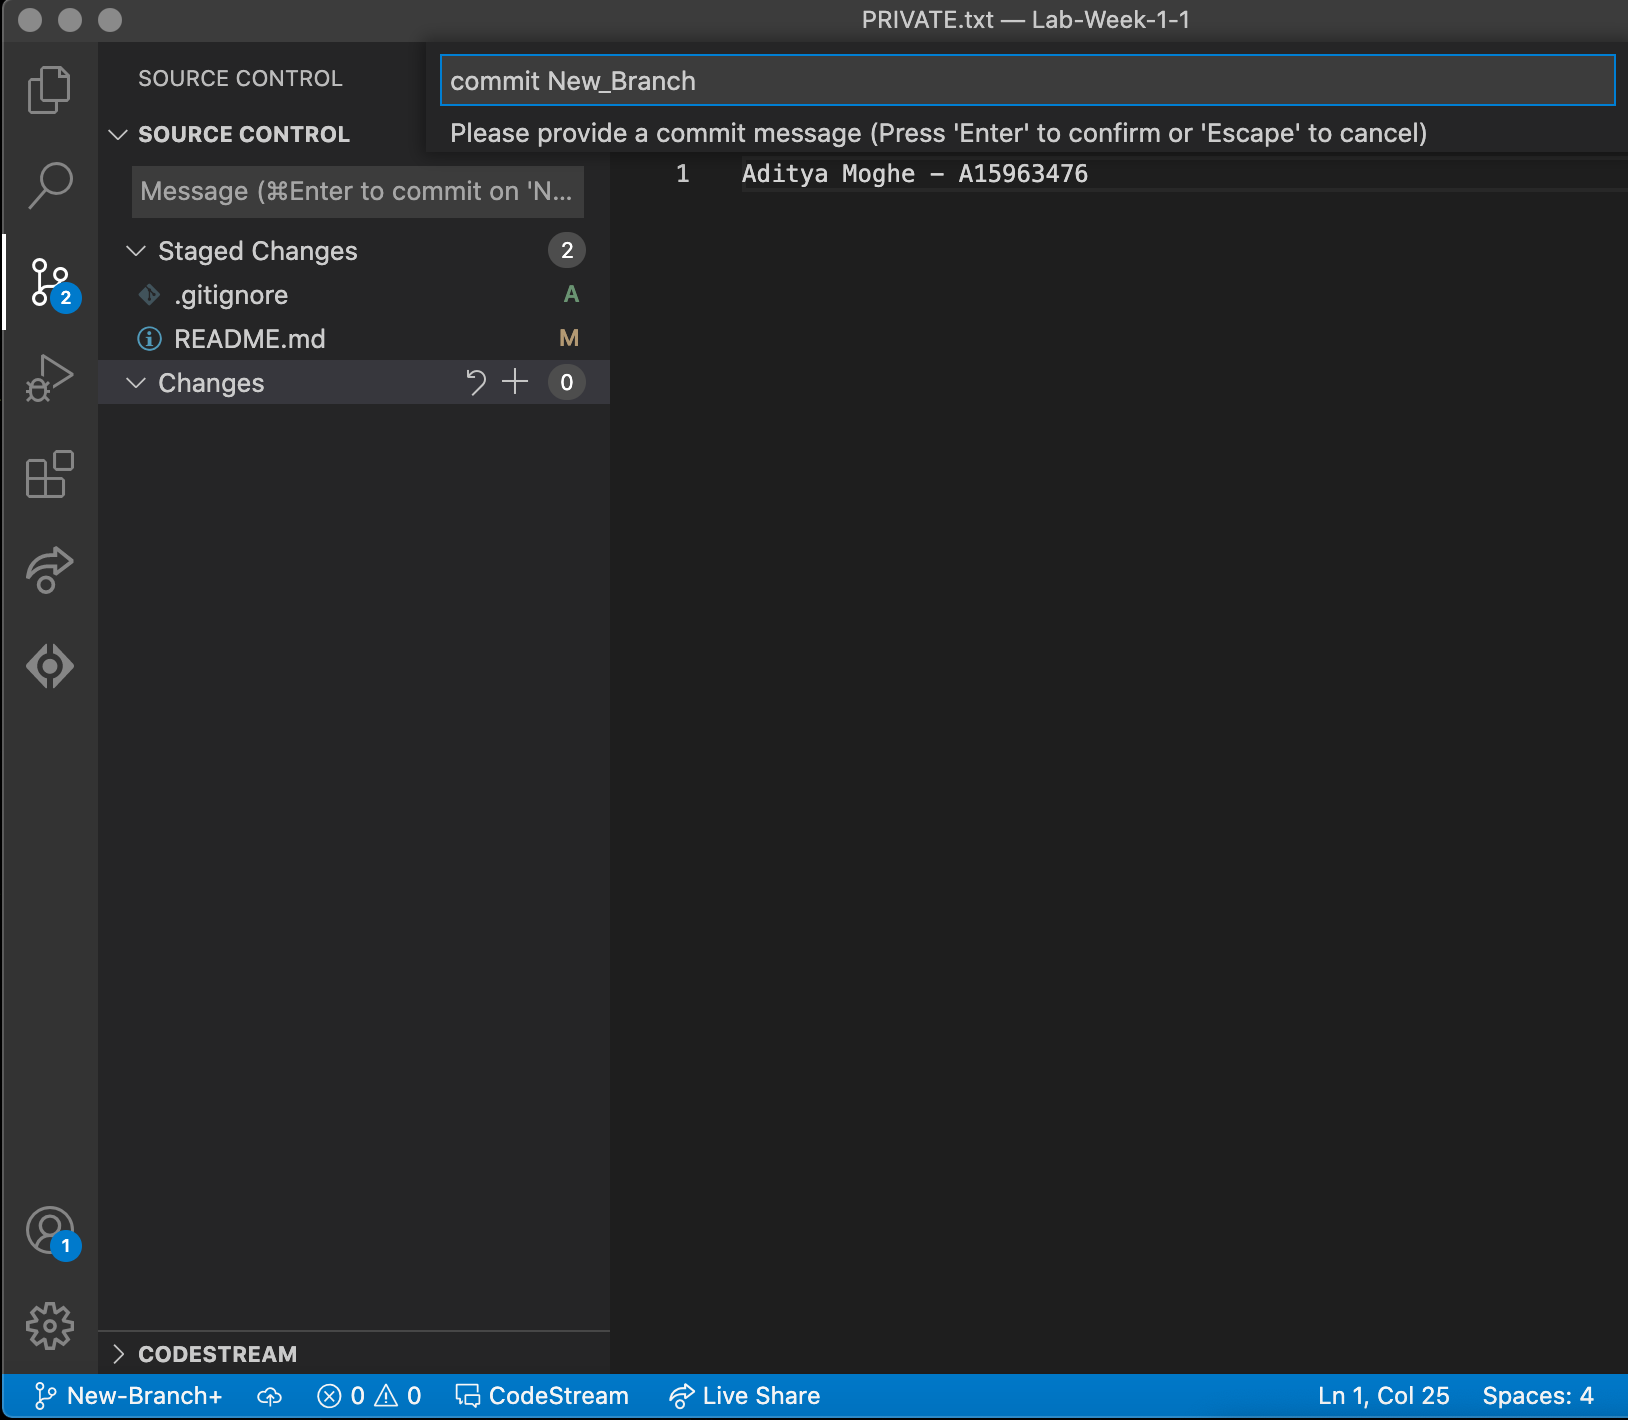 PRIVATE.txt — Lab-Week-1-1
SOURCE CONTROL
commit New_Branch
Please provide a commit message (Press 'Enter' to confirm or 'Escape' to cancel)
SOURCE CONTROL
1 Aditya Moghe - A15963476
Message (⌘Enter to commit on 'N...
Staged Changes 2
.gitignore A
2
README.md M
Changes 0
1
CODESTREAM
New-Branch+ 0 0 CodeStream Live Share Ln 1, Col 25 Spaces: 4